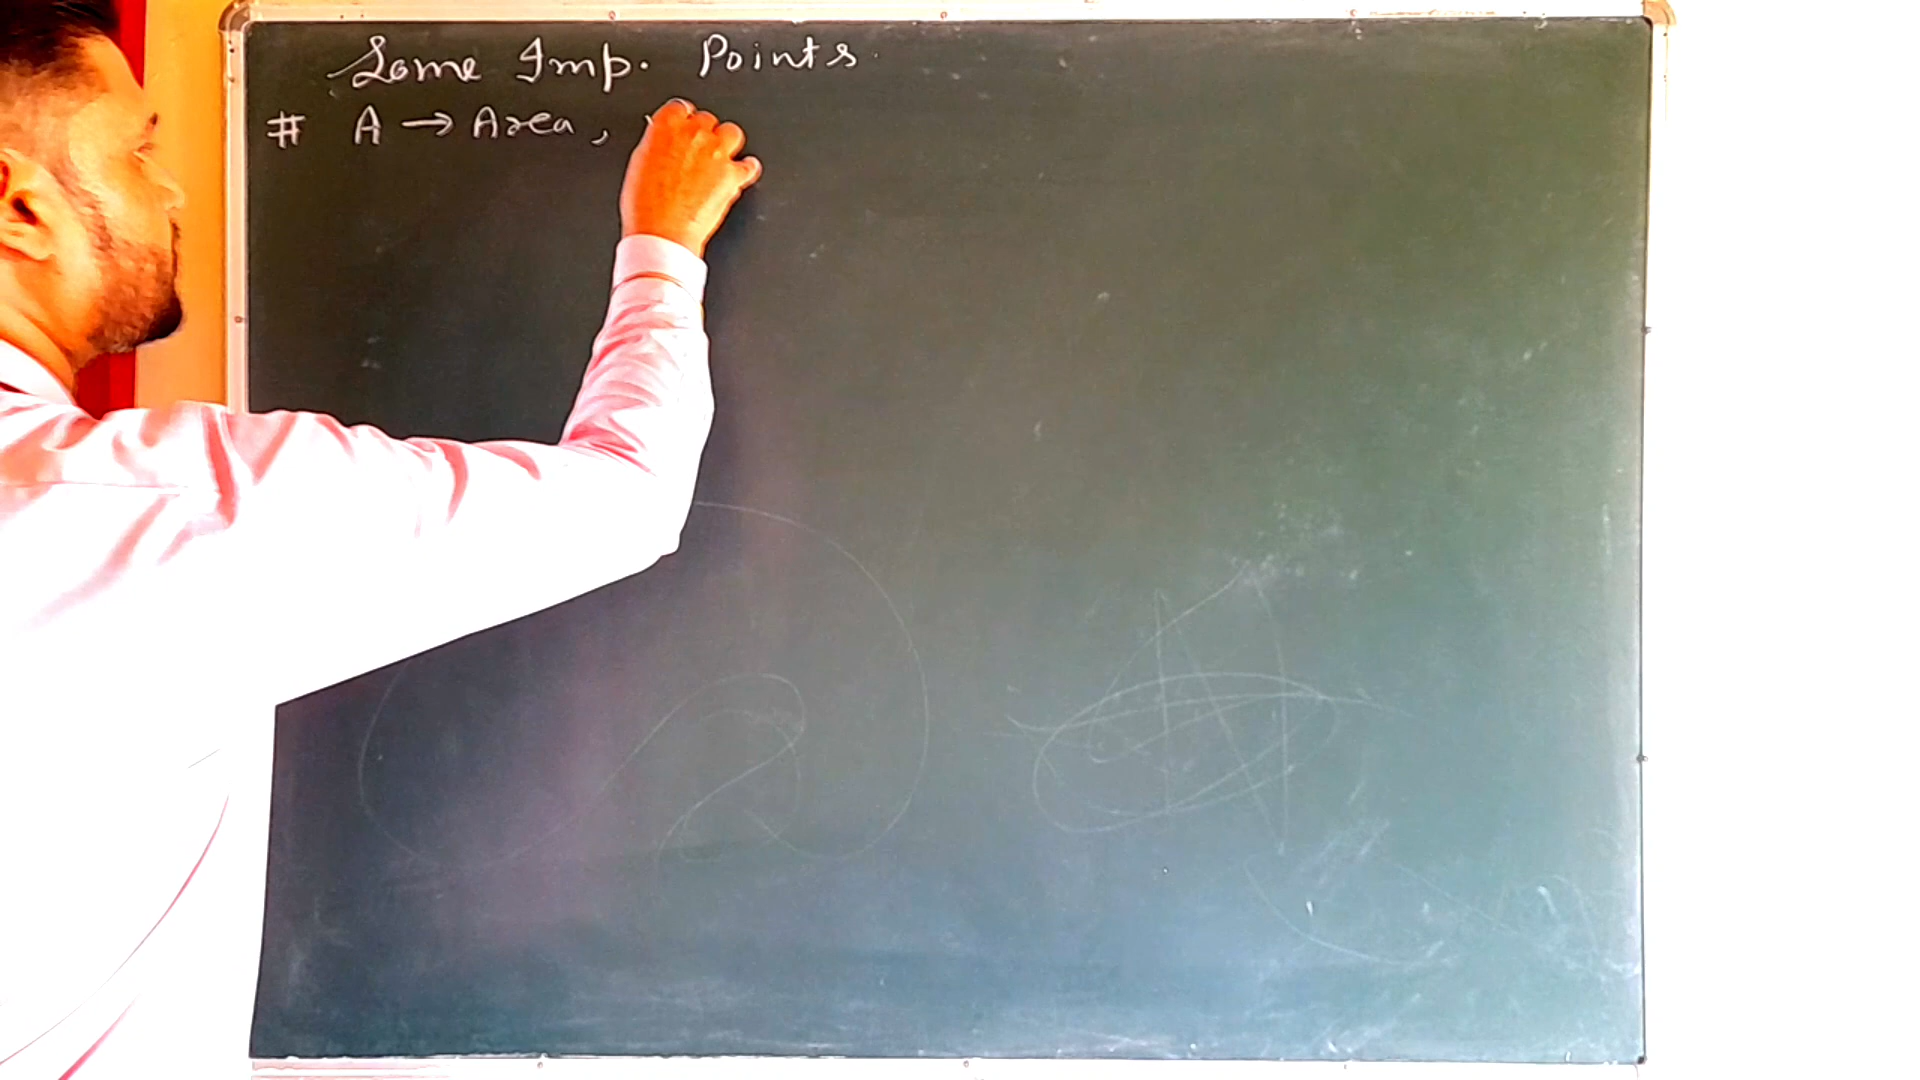 Some Imp. Points
# A → Area,